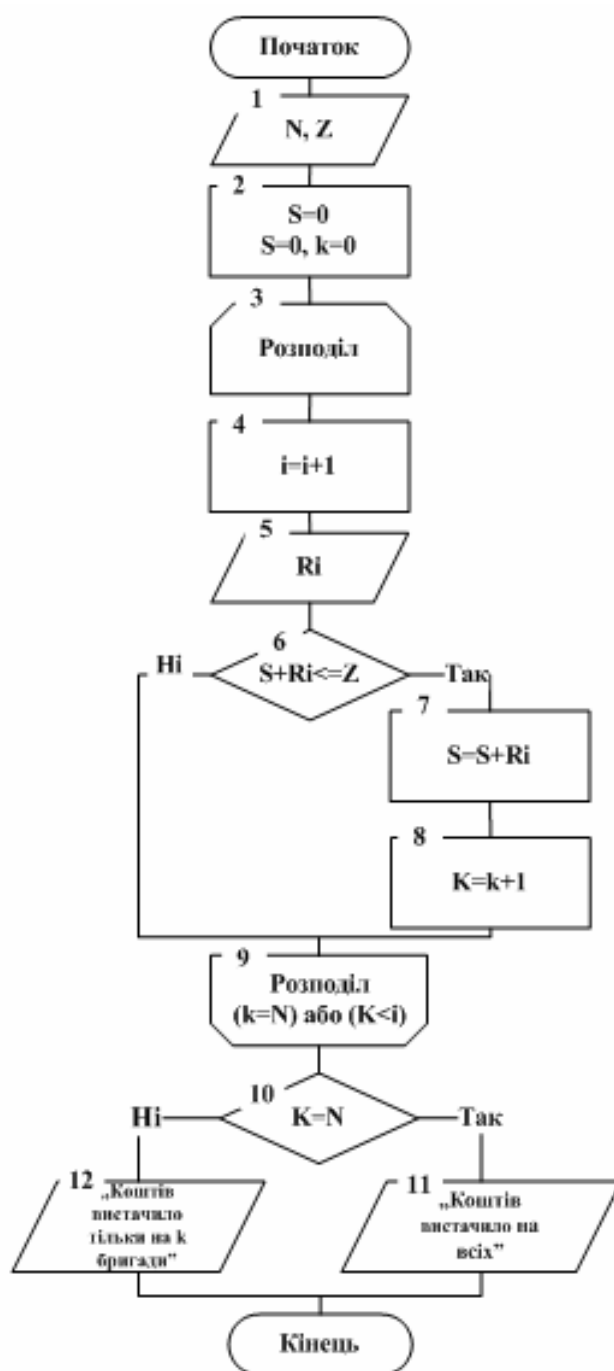 Початок
1
N, Z
2
S=0
S=0, k=0
3
Розподіл
4
i=i+1
5
Ri
6
Ні
S+Ri<=Z
Так
7
S=S+Ri
8
K=k+1
9
Розподіл
(k=N) або (K<i)
10
Ні
K=N
Так
12
„Коштів
вистачило
тільки на k
бригади”
11
„Коштів
вистачило на
всіх”
Кінець